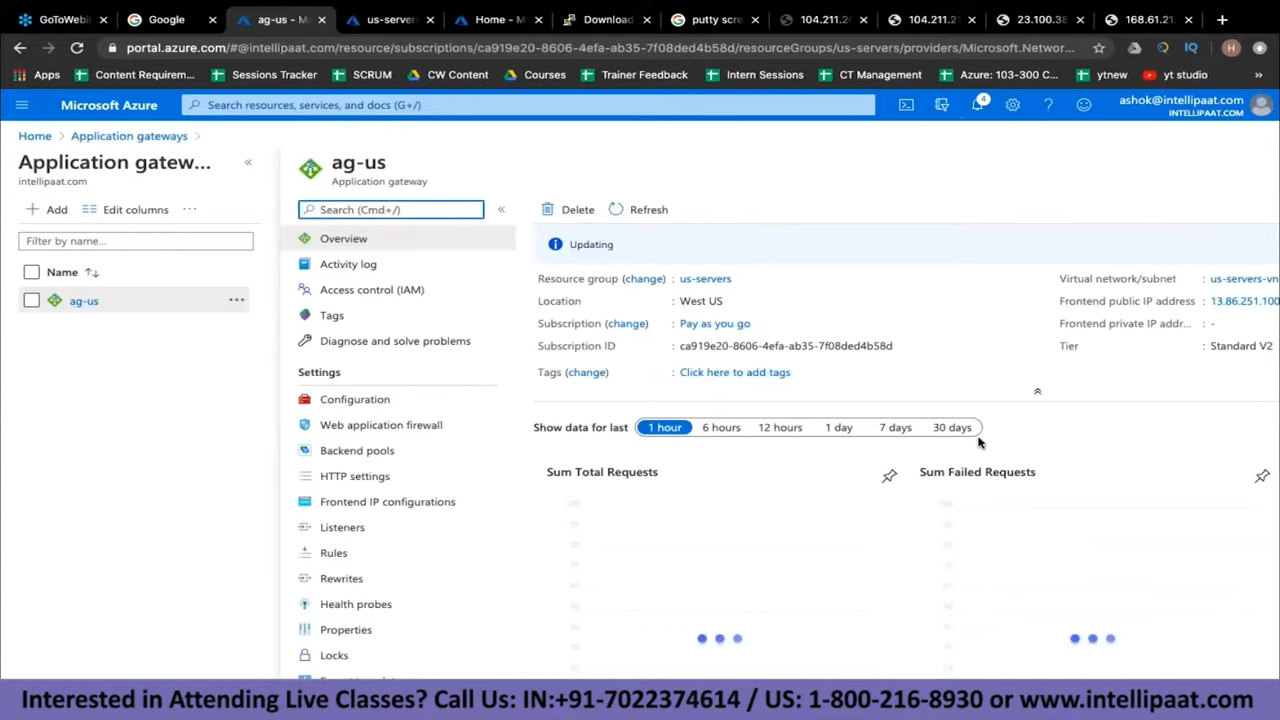 GoToWebin
Google
ag-us - M
us-server
Home - M
Download
putty scre
104.211.20
104.211.2
23.100.38
168.61.21
portal.azure.com/#@intellipaat.com/resource/subscriptions/ca919e20-8606-4efa-ab35-7f08ded4b58d/resourceGroups/us-servers/providers/Microsoft.Networ...
Apps
Content Requirem...
Sessions Tracker
SCRUM
CW Content
Courses
Trainer Feedback
Intern Sessions
CT Management
Azure: 103-300 C...
ytnew
yt studio
»
Microsoft Azure
Search resources, services, and docs (G+/)
4
ashok@intellipaat.com
INTELLIPAAT.COM
Home > Application gateways >
Application gatew...
intellipaat.com
Add
Edit columns
Filter by name...
Name
ag-us
ag-us
Application gateway
Search (Cmd+/)
Overview
Activity log
Access control (IAM)
Tags
Diagnose and solve problems
Settings
Configuration
Web application firewall
Backend pools
HTTP settings
Frontend IP configurations
Listeners
Rules
Rewrites
Health probes
Properties
Locks
Delete
Refresh
Updating
Resource group (change) : us-servers
Location : West US
Subscription (change) : Pay as you go
Subscription ID : ca919e20-8606-4efa-ab35-7f08ded4b58d
Tags (change) : Click here to add tags
Virtual network/subnet : us-servers-vn
Frontend public IP address : 13.86.251.100
Frontend private IP addr... : -
Tier : Standard V2
Show data for last
1 hour
6 hours
12 hours
1 day
7 days
30 days
Sum Total Requests
Sum Failed Requests
Interested in Attending Live Classes? Call Us: IN:+91-7022374614 / US: 1-800-216-8930 or www.intellipaat.com